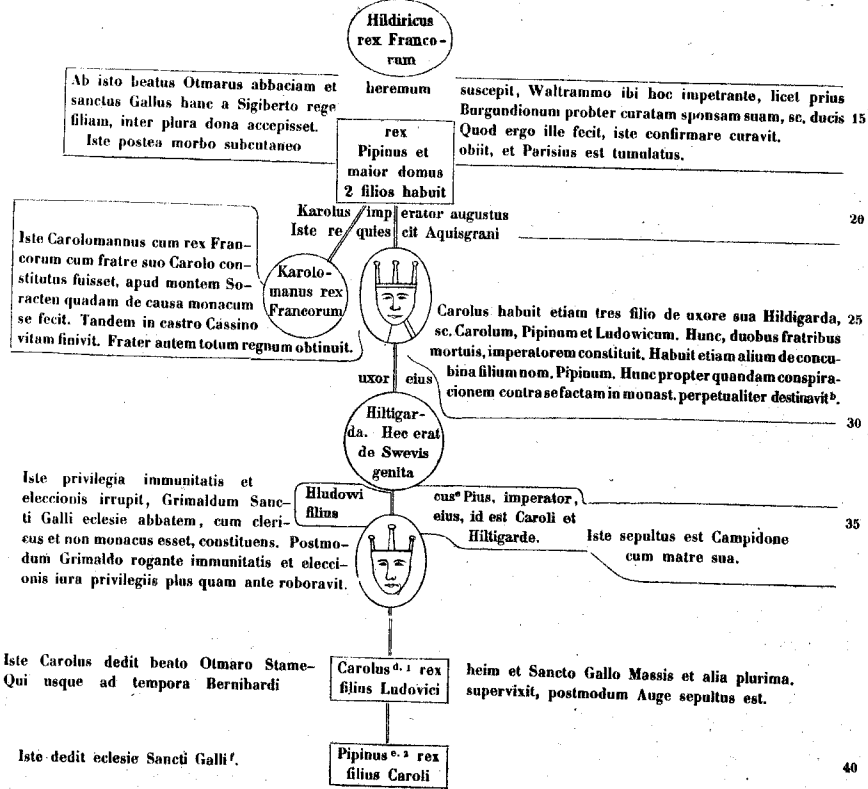 Hildiricus
rex Franco-
rum
Ab isto beatus Otmarus abbaciam et heremum suscepit, Waltrammo ibi hoc impetrante, licet prius
sanctus Gallus hanc a Sigiberto rege Burgundionum probter curatam sponsam suam, sc. ducis 15
filiam, inter plura dona accepisset. Quod ergo ille fecit, iste confirmare curavit.
Iste postea morbo subcutaneo obiit, et Parisius est tumulatus.
rex
Pipinus et
maior domus
2 filios habuit
Karolus imperator augustus 20
Iste requiescit Aquisgrani
Iste Carolomannus cum rex Fran-
corum cum fratre suo Carolo con-
stitutus fuisset, apud montem So-
racten quadam de causa monacum
se fecit. Tandem in castro Cassino
vitam finivit. Frater autem totum regnum obtinuit.
Karolo-
manus rex
Francorum
Carolus habuit etiam tres filio de uxore sua Hildigarda, 25
sc. Carolum, Pipinum et Ludowicum. Hunc, duobus fratribus
mortuis, imperatorem constituit. Habuit etiam alium de concu-
bina filium nom. Pipinum. Hunc propter quandam conspira-
cionem contra se factam in monast. perpetualiter destinavit ᵇ.
30
uxor eius
Hiltigar-
da. Hec erat
de Swevis
genita
Iste privilegia immunitatis et
eleccionis irrupit, Grimaldum Sanc-
ti Galli eclesie abbatem, cum cleri-
cus et non monacus esset, constituens. Postmo-
dum Grimaldo rogante immunitatis et elecci-
onis iura privilegiis plus quam ante roboravit.
Hludowicus ᶜ Pius, imperator,
filius eius, id est Caroli et 35
Hiltigarde.
Iste sepultus est Campidone
cum matre sua.
Iste Carolus dedit beato Otmaro Stame-
heim et Sancto Gallo Massis et alia plurima.
Qui usque ad tempora Bernihardi
supervixit, postmodum Auge sepultus est.
Carolus ᵈ· ¹ rex
filius Ludovici
Iste dedit eclesie Sancti Galli ᶠ.
Pipinus ᵉ· ² rex
filius Caroli
40